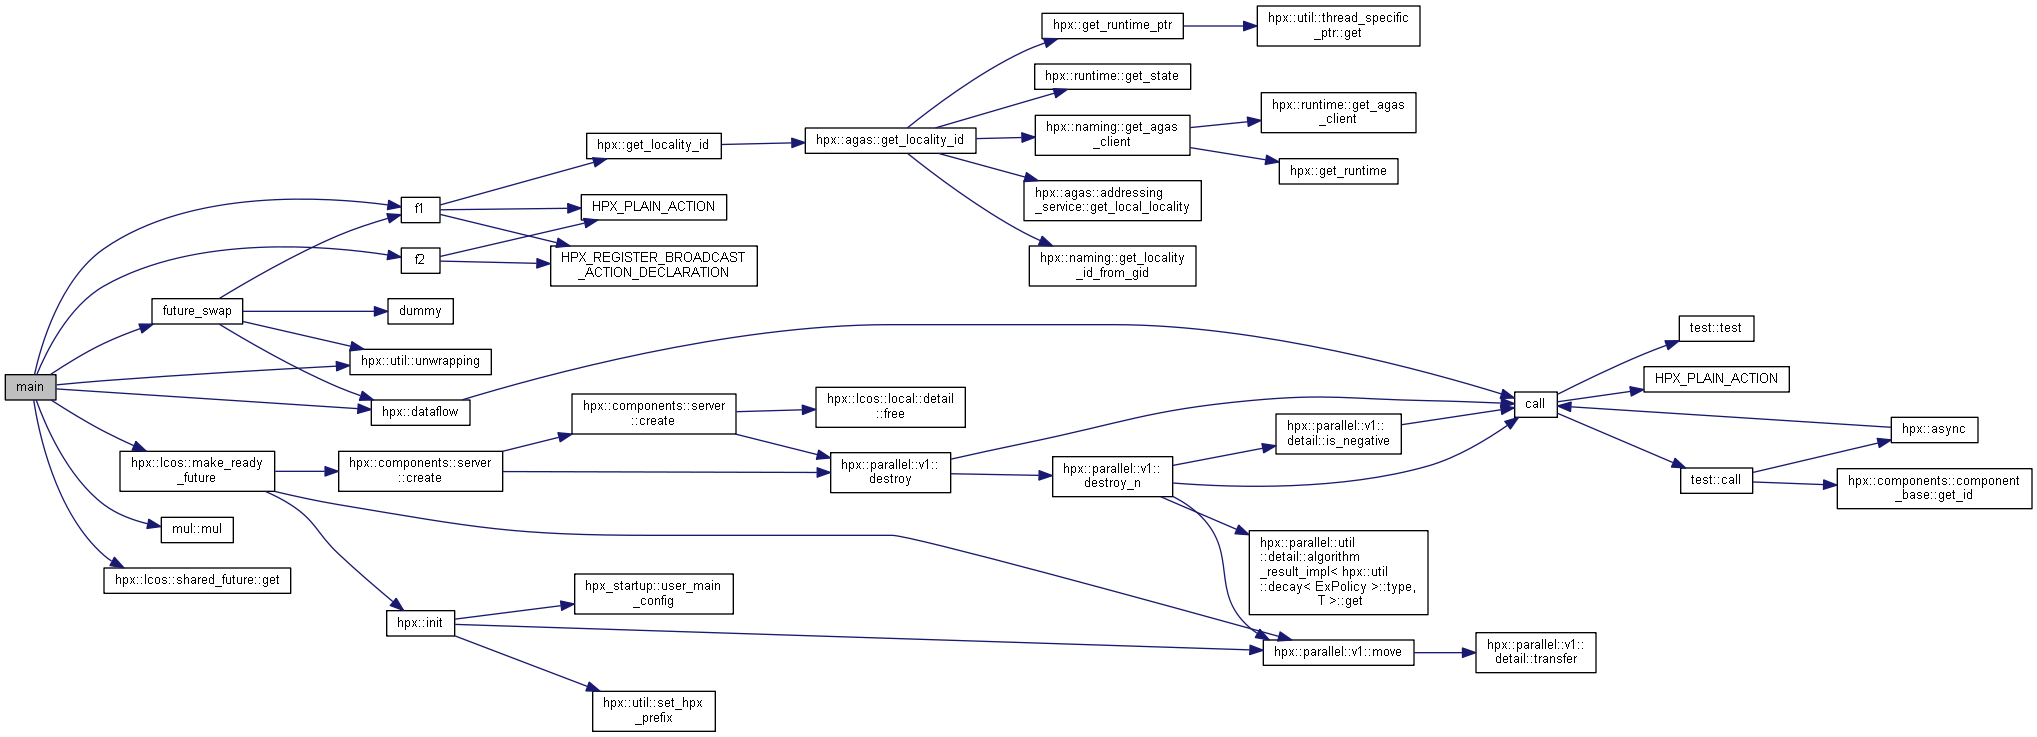 main
f1
f2
future_swap
hpx::lcos::make_ready
_future
mul::mul
hpx::lcos::shared_future::get
dummy
hpx::util::unwrapping
hpx::dataflow
hpx::components::server
::create
hpx::init
hpx::get_locality_id
HPX_PLAIN_ACTION
HPX_REGISTER_BROADCAST
_ACTION_DECLARATION
hpx::components::server
::create
hpx_startup::user_main
_config
hpx::util::set_hpx
_prefix
hpx::agas::get_locality_id
hpx::lcos::local::detail
::free
hpx::parallel::v1::
destroy
hpx::get_runtime_ptr
hpx::runtime::get_state
hpx::naming::get_agas
_client
hpx::agas::addressing
_service::get_local_locality
hpx::naming::get_locality
_id_from_gid
hpx::parallel::v1::
destroy_n
hpx::util::thread_specific
_ptr::get
hpx::runtime::get_agas
_client
hpx::get_runtime
hpx::parallel::v1::
detail::is_negative
hpx::parallel::util
::detail::algorithm
_result_impl< hpx::util
::decay< ExPolicy >::type,
T >::get
hpx::parallel::v1::move
call
hpx::parallel::v1::
detail::transfer
test::test
HPX_PLAIN_ACTION
test::call
hpx::async
hpx::components::component
_base::get_id